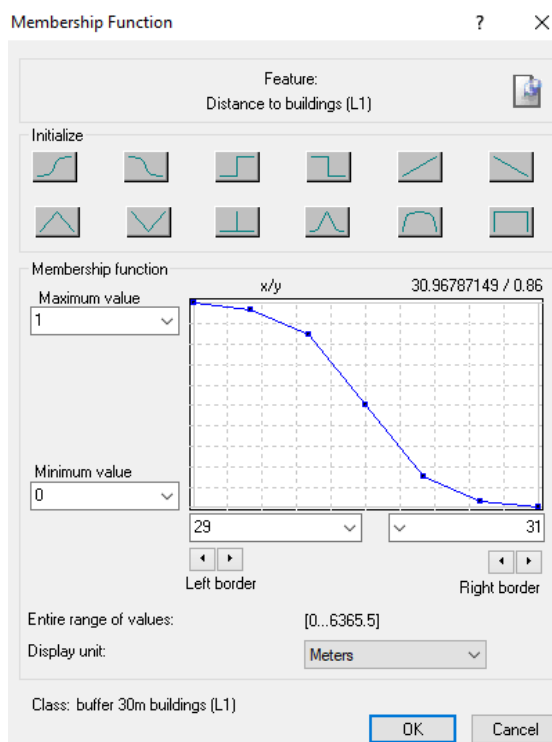 Membership Function
?
Feature:
Distance to buildings (L1)
Initialize
Membership function
x/y
30.96787149 / 0.86
Maximum value
1
Minimum value
0
29
31
Left border
Right border
Entire range of values:
[0...6365.5]
Display unit:
Meters
Class: buffer 30m buildings (L1)
OK
Cancel